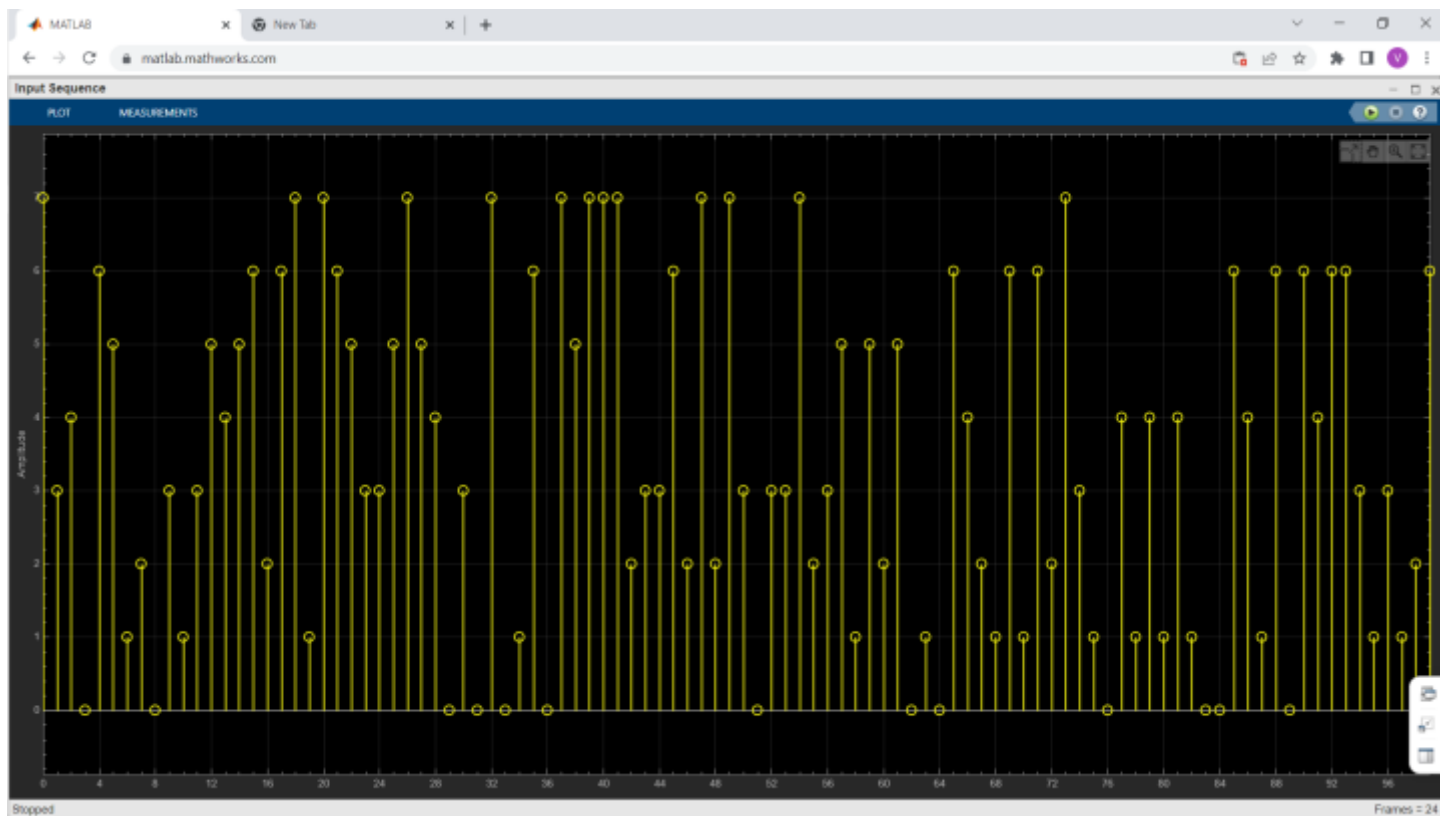 MATLAB
New Tab
matlab.mathworks.com
V
Input Sequence
PLOT MEASUREMENTS
?
7
6
5
4
3
2
1
0
Amplitude
0 4 8 12 16 20 24 28 32 36 40 44 48 52 56 60 64 68 72 76 80 84 88 92 96
Stopped Frames = 24